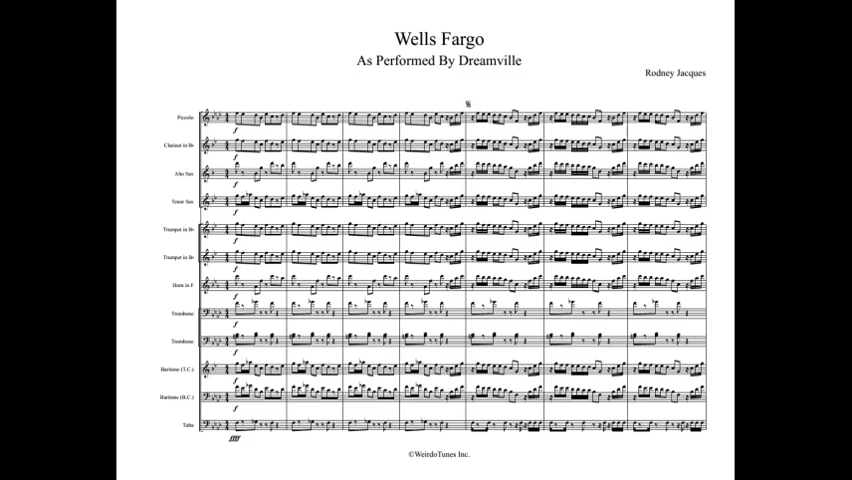 Wells Fargo
As Performed By Dreamville
Rodney Jacques
Piccolo
Clarinet in B♭
Alto Sax
Tenor Sax
Trumpet in B♭
Trumpet in B♭
Horn in F
Trombone
Trombone
Baritone (T.C.)
Baritone (B.C.)
Tuba
©WeirdoTunes Inc.